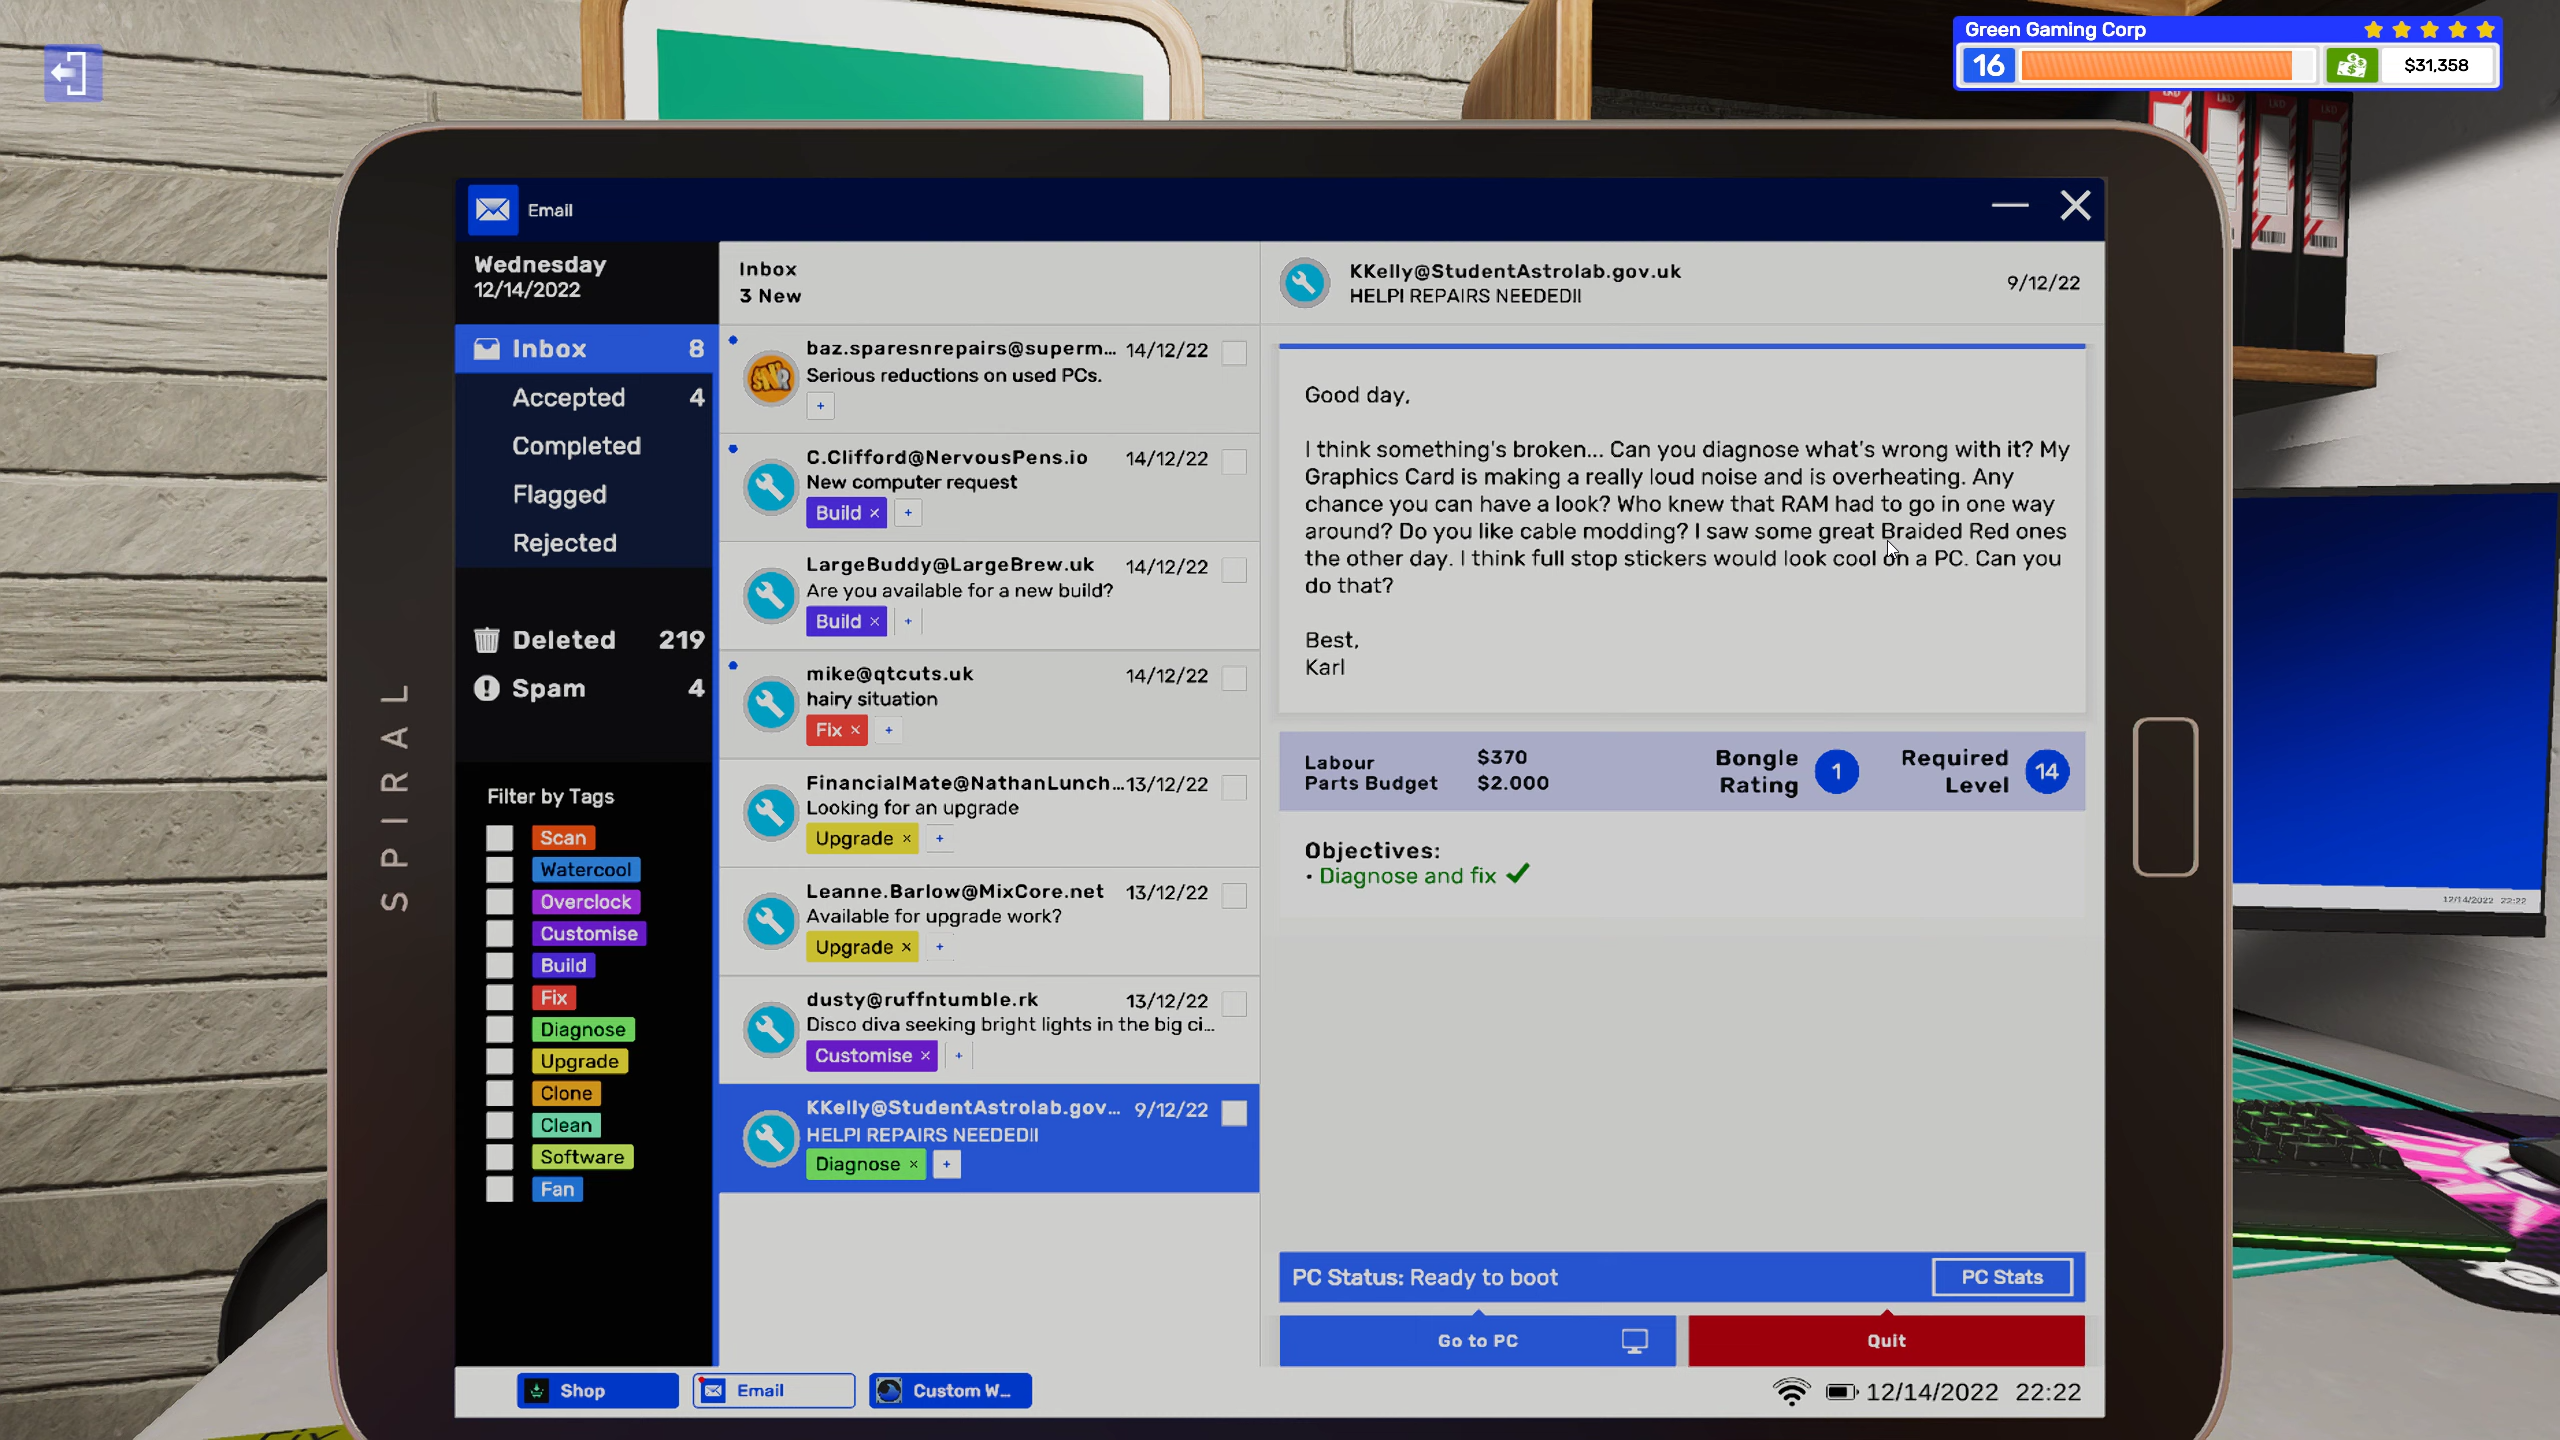 Green Gaming Corp
16
$31,358
Email
Wednesday
12/14/2022
Inbox 8
Accepted 4
Completed
Flagged
Rejected
Deleted 219
Spam 4
Filter by Tags
Scan
Watercool
Overclock
Customise
Build
Fix
Diagnose
Upgrade
Clone
Clean
Software
Fan
Inbox
3 New
baz.sparesnrepairs@superm... 14/12/22
Serious reductions on used PCs.
SNR
+
C.Clifford@NervousPens.io 14/12/22
New computer request
Build × +
LargeBuddy@LargeBrew.uk 14/12/22
Are you available for a new build?
Build × +
mike@qtcuts.uk 14/12/22
hairy situation
Fix × +
FinancialMate@NathanLunch... 13/12/22
Looking for an upgrade
Upgrade × +
Leanne.Barlow@MixCore.net 13/12/22
Available for upgrade work?
Upgrade × +
dusty@ruffntumble.rk 13/12/22
Disco diva seeking bright lights in the big ci...
Customise × +
KKelly@StudentAstrolab.gov... 9/12/22
HELP! REPAIRS NEEDED!!
Diagnose × +
KKelly@StudentAstrolab.gov.uk
HELP! REPAIRS NEEDED!!
9/12/22
Good day,
I think something's broken... Can you diagnose what's wrong with it? My
Graphics Card is making a really loud noise and is overheating. Any
chance you can have a look? Who knew that RAM had to go in one way
around? Do you like cable modding? I saw some great Braided Red ones
the other day. I think full stop stickers would look cool on a PC. Can you
do that?
Best,
Karl
Labour $370
Parts Budget $2.000
Bongle
Rating 1
Required
Level 14
Objectives:
• Diagnose and fix
PC Status: Ready to boot
PC Stats
Go to PC
Quit
Shop
Email
Custom W...
12/14/2022 22:22
SPIRAL
12/14/2022 22:22